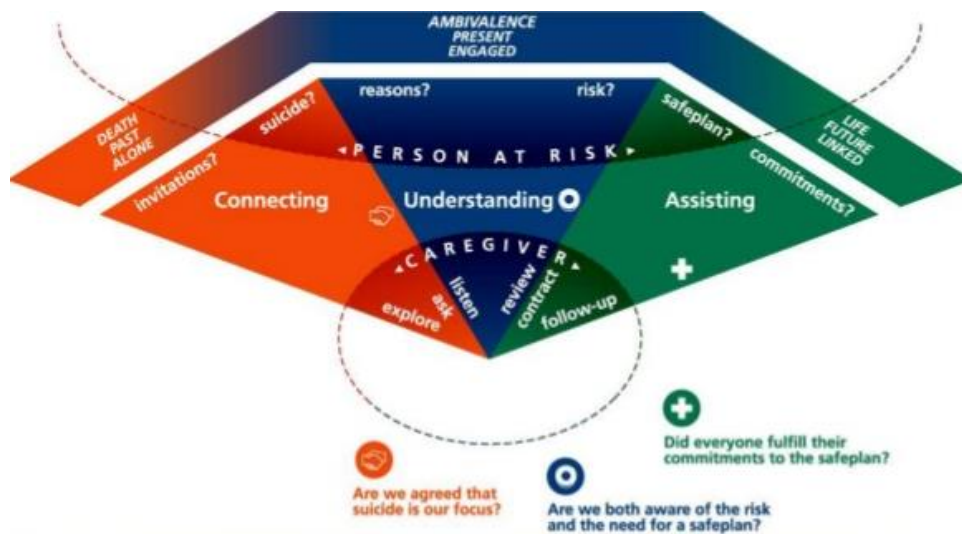 AMBIVALENCE
PRESENT
ENGAGED
DEATH
PAST
ALONE
LIFE
FUTURE
LINKED
invitations?
suicide?
reasons?
risk?
safeplan?
commitments?
PERSON AT RISK
Connecting
Understanding
Assisting
CAREGIVER
explore
ask
listen
review
contract
follow-up
Are we agreed that
suicide is our focus?
Are we both aware of the risk
and the need for a safeplan?
Did everyone fulfill their
commitments to the safeplan?